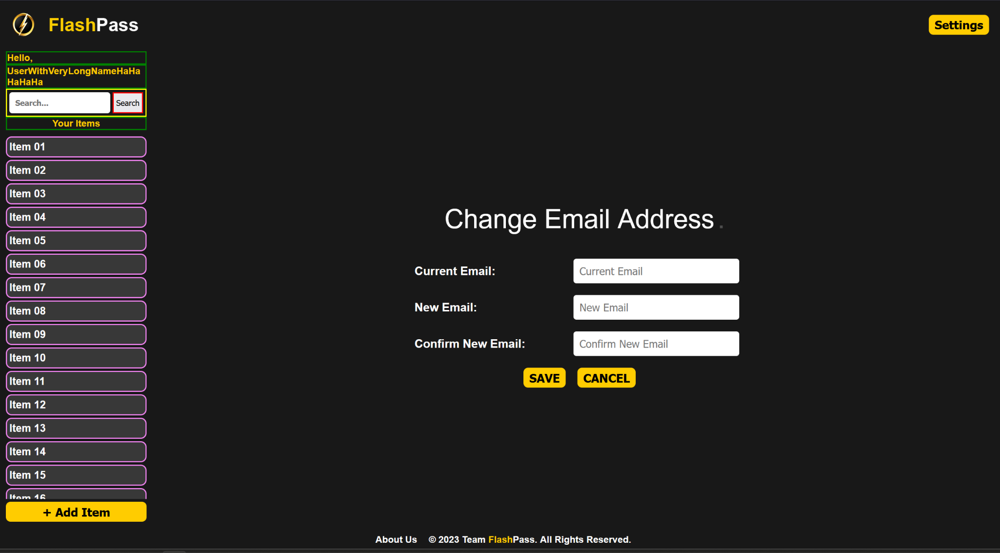 FlashPass
Settings
Hello,
UserWithVeryLongNameHaHa
HaHaHa
Search...
Search
Your Items
Item 01
Item 02
Item 03
Item 04
Item 05
Item 06
Item 07
Item 08
Item 09
Item 10
Item 11
Item 12
Item 13
Item 14
Item 15
Item 16
+ Add Item
Change Email Address .
Current Email:
Current Email
New Email:
New Email
Confirm New Email:
Confirm New Email
SAVE
CANCEL
About Us © 2023 Team FlashPass. All Rights Reserved.